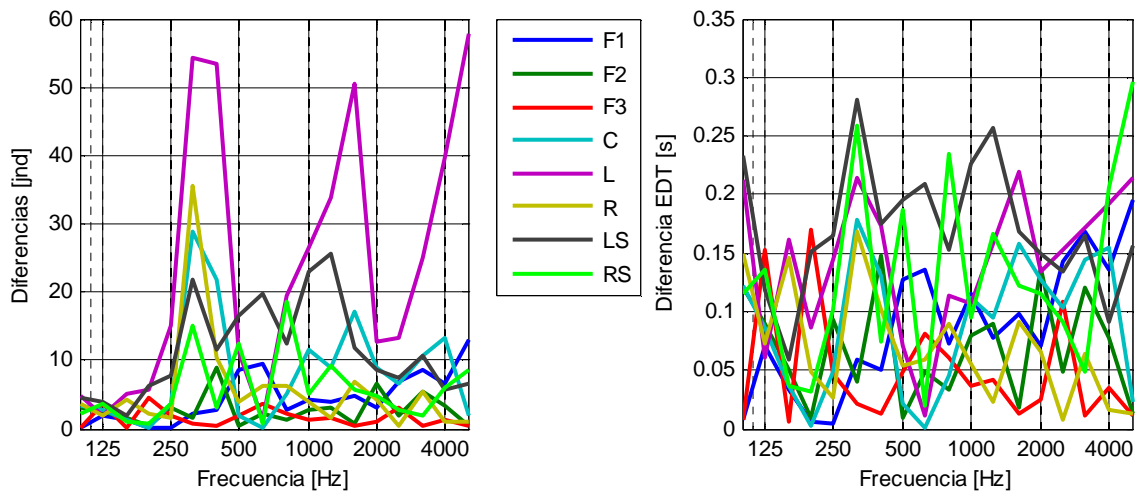 Diferencias [jnd]
60
50
40
30
20
10
0
125
250
500
1000
2000
4000
Frecuencia [Hz]
F1
F2
F3
C
L
R
LS
RS
Diferencia EDT [s]
0.35
0.3
0.25
0.2
0.15
0.1
0.05
0
125
250
500
1000
2000
4000
Frecuencia [Hz]